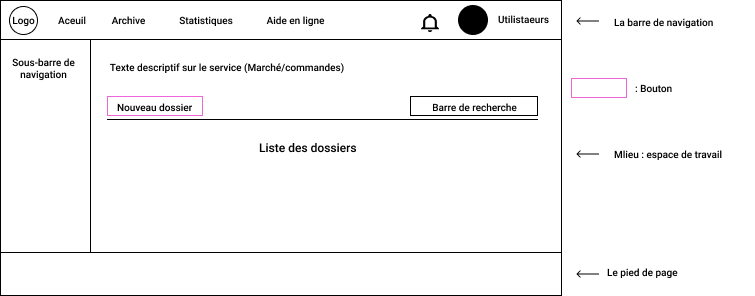 Logo
Aceuil
Archive
Statistiques
Aide en ligne
Utilistaeurs
La barre de navigation
Sous-barre de
navigation
Texte descriptif sur le service (Marché/commandes)
: Bouton
Nouveau dossier
Barre de recherche
Liste des dossiers
Mlieu : espace de travail
Le pied de page